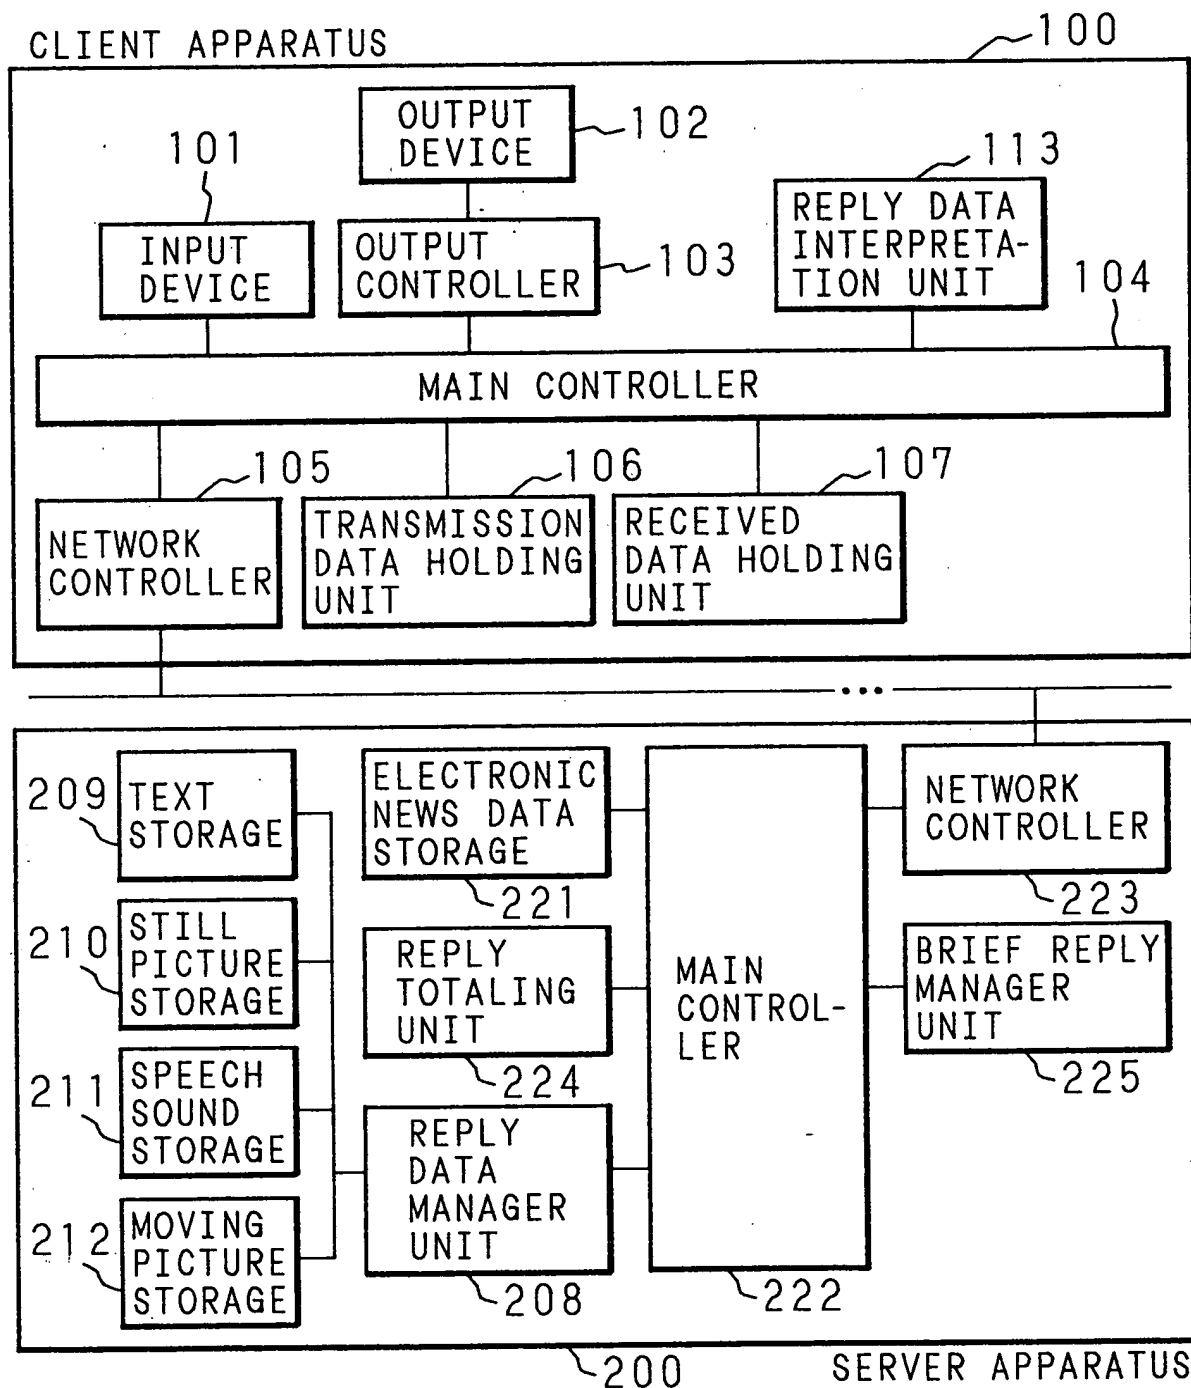 CLIENT APPARATUS
100
OUTPUT
DEVICE
102
101
113
INPUT
DEVICE
OUTPUT
CONTROLLER
103
REPLY DATA
INTERPRETA-
TION UNIT
104
MAIN CONTROLLER
105
106
107
NETWORK
CONTROLLER
TRANSMISSION
DATA HOLDING
UNIT
RECEIVED
DATA HOLDING
UNIT
...
209
TEXT
STORAGE
ELECTRONIC
NEWS DATA
STORAGE
221
NETWORK
CONTROLLER
223
210
STILL
PICTURE
STORAGE
REPLY
TOTALING
UNIT
224
MAIN
CONTROL-
LER
BRIEF REPLY
MANAGER
UNIT
225
211
SPEECH
SOUND
STORAGE
REPLY
DATA
MANAGER
UNIT
208
222
212
MOVING
PICTURE
STORAGE
200
SERVER APPARATUS